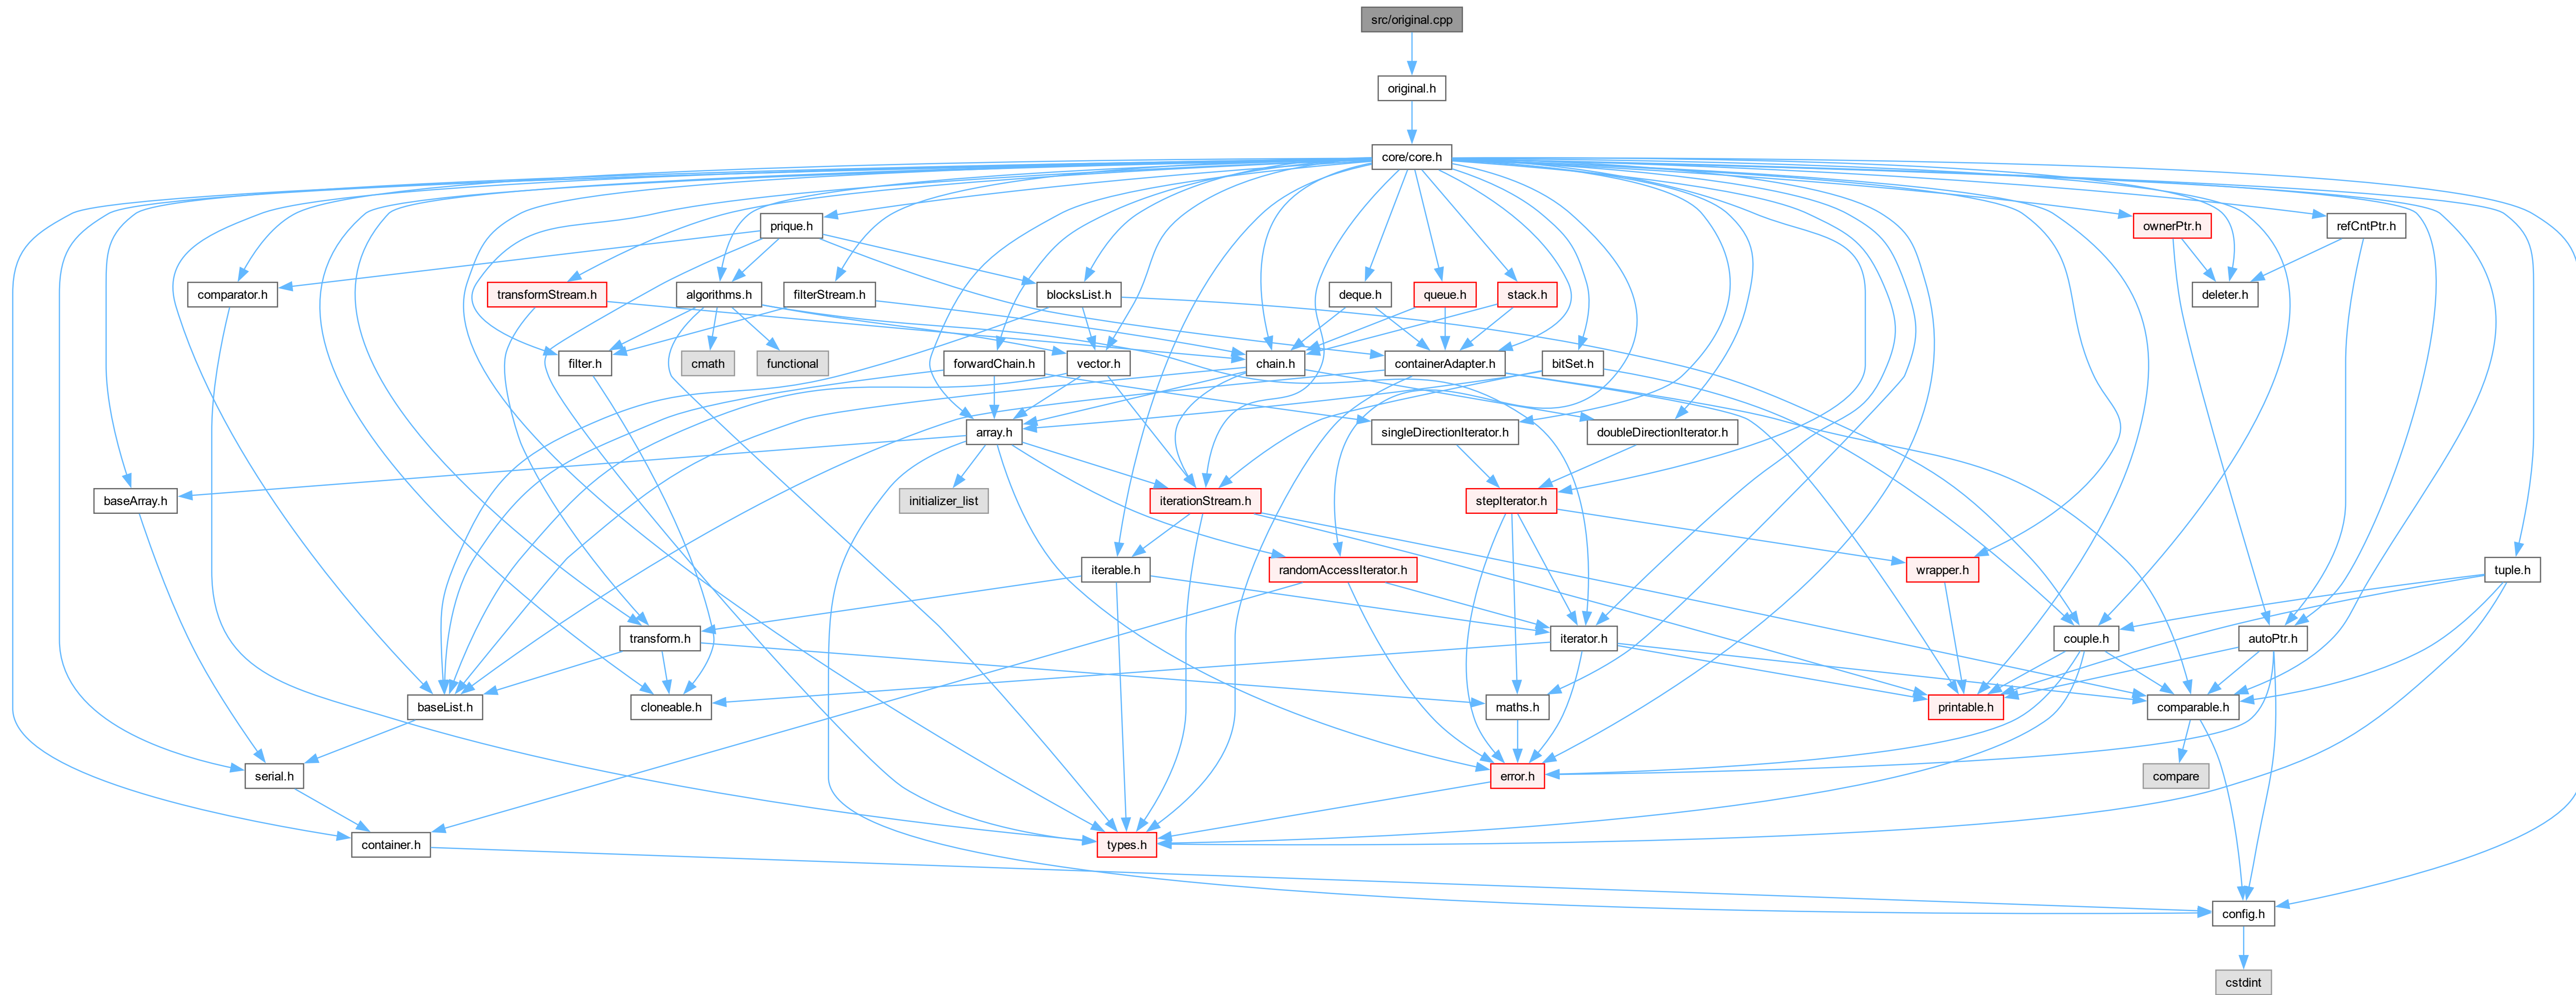 src/original.cpp
original.h
core/core.h
prique.h
ownerPtr.h
refCntPtr.h
comparator.h
transformStream.h
algorithms.h
filterStream.h
blocksList.h
deque.h
queue.h
stack.h
deleter.h
filter.h
cmath
functional
forwardChain.h
vector.h
chain.h
containerAdapter.h
bitSet.h
array.h
singleDirectionIterator.h
doubleDirectionIterator.h
baseArray.h
initializer_list
iterationStream.h
stepIterator.h
iterable.h
randomAccessIterator.h
wrapper.h
tuple.h
transform.h
iterator.h
couple.h
autoPtr.h
baseList.h
cloneable.h
maths.h
printable.h
comparable.h
serial.h
error.h
compare
container.h
types.h
config.h
cstdint